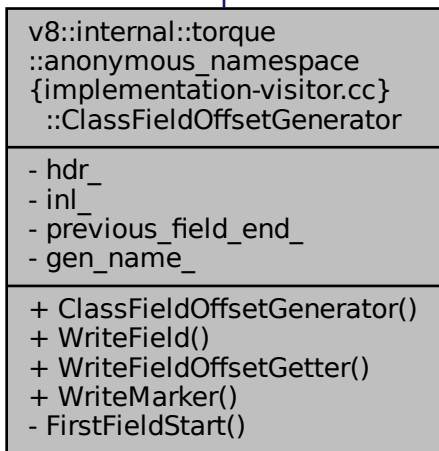 v8::internal::torque
::anonymous_namespace
{implementation-visitor.cc}
::ClassFieldOffsetGenerator
- hdr_
- inl_
- previous_field_end_
- gen_name_
+ ClassFieldOffsetGenerator()
+ WriteField()
+ WriteFieldOffsetGetter()
+ WriteMarker()
- FirstFieldStart()